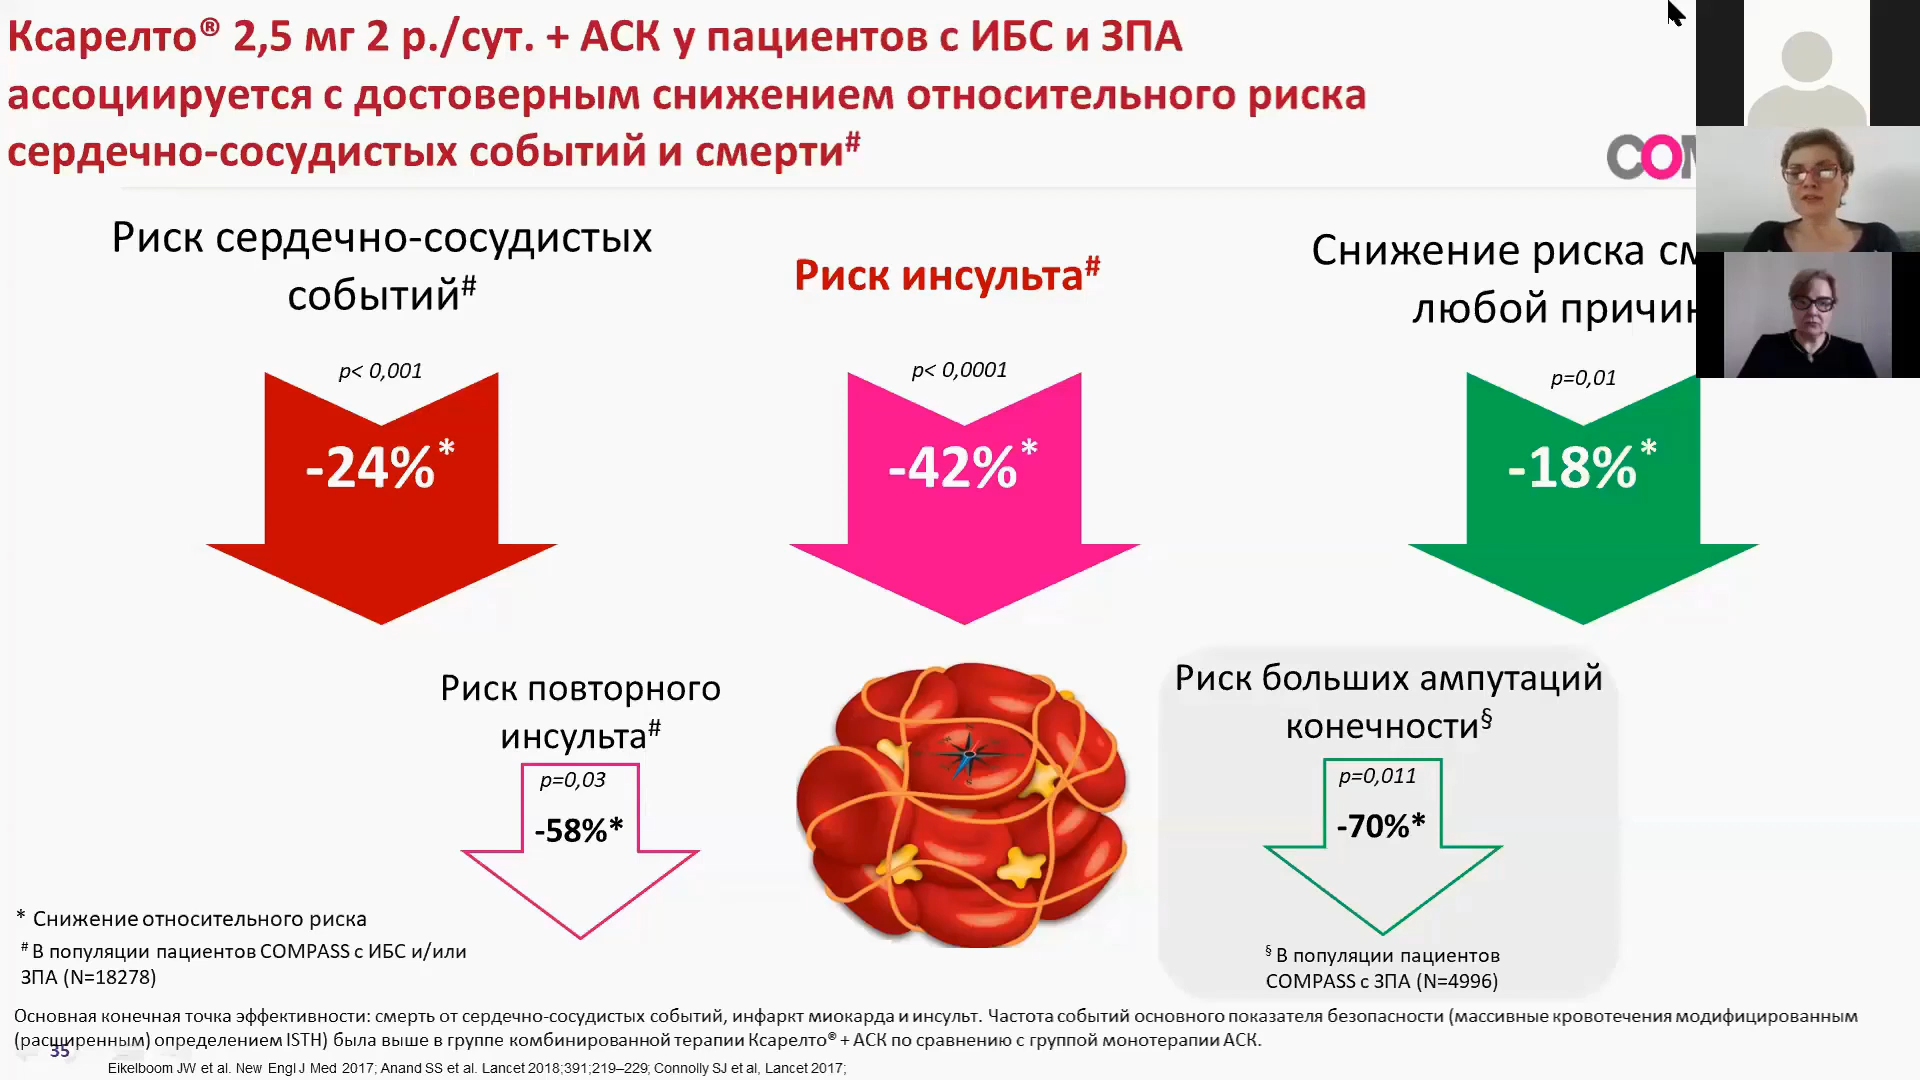 Ксарелто® 2,5 мг 2 р./сут. + АСК у пациентов с ИБС и ЗПА
ассоциируется с достоверным снижением относительного риска
сердечно-сосудистых событий и смерти#
COM
Риск сердечно-сосудистых
событий#
p< 0,001
-24%*
Риск инсульта#
p< 0,0001
-42%*
Снижение риска
любой
p=0,01
-18%*
Риск повторного
инсульта#
p=0,03
-58%*
Риск больших ампутаций
конечности§
p=0,011
-70%*
§ В популяции пациентов
COMPASS с ЗПА (N=4996)
* Снижение относительного риска
# В популяции пациентов COMPASS с ИБС и/или
ЗПА (N=18278)
Основная конечная точка эффективности: смерть от сердечно-сосудистых событий, инфаркт миокарда и инсульт. Частота событий основного показателя безопасности (массивные кровотечения модифицированным
(расширенным) определением ISTH) была выше в группе комбинированной терапии Ксарелто® + АСК по сравнению с группой монотерапии АСК.
35
Eikelboom JW et al. New Engl J Med 2017; Anand SS et al. Lancet 2018;391;219–229; Connolly SJ et al, Lancet 2017;